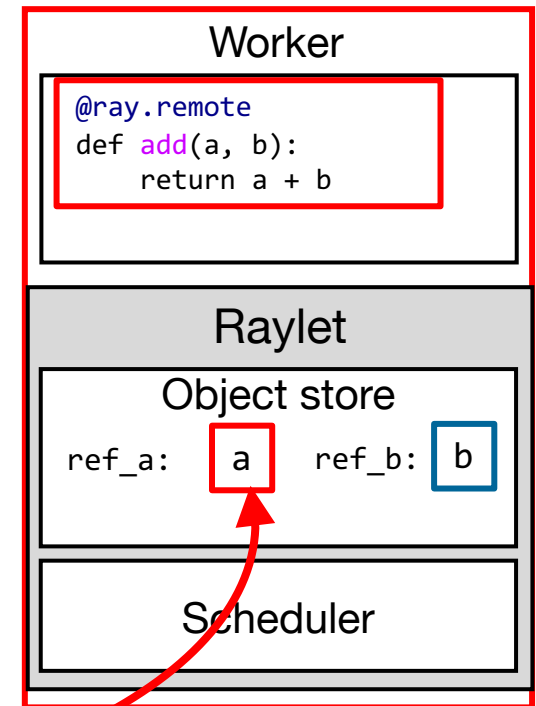 Worker
@ray.remote
def add(a, b):
    return a + b
Raylet
Object store
ref_a: a ref_b: b
Scheduler